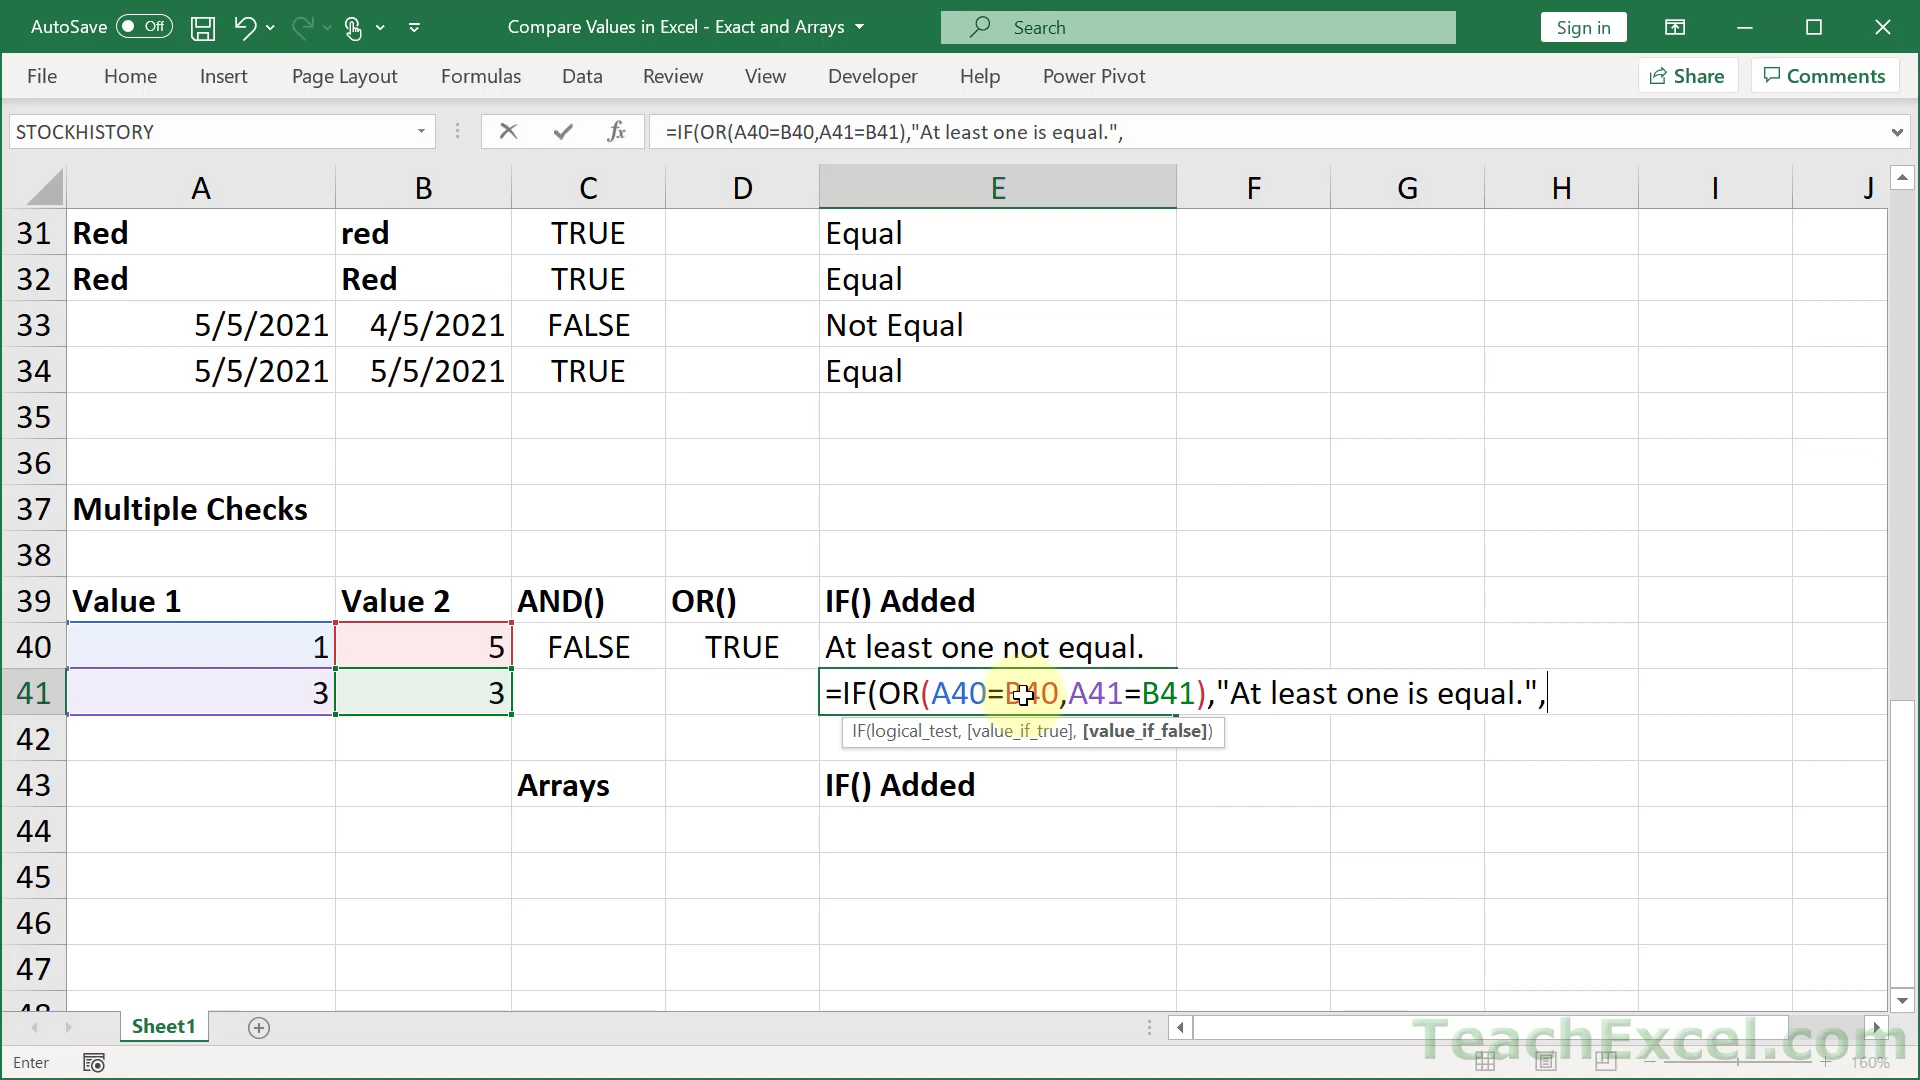 AutoSave Off Compare Values in Excel - Exact and Arrays Search Sign in
File Home Insert Page Layout Formulas Data Review View Developer Help Power Pivot Share Comments
STOCKHISTORY fx =IF(OR(A40=B40,A41=B41),"At least one is equal.",
A B C D E F G H I J
31 Red red TRUE Equal
32 Red Red TRUE Equal
33 5/5/2021 4/5/2021 FALSE Not Equal
34 5/5/2021 5/5/2021 TRUE Equal
35
36
37 Multiple Checks
38
39 Value 1 Value 2 AND() OR() IF() Added
40 1 5 FALSE TRUE At least one not equal.
41 3 3 =IF(OR(A40=B40,A41=B41),"At least one is equal.",
IF(logical_test, [value_if_true], [value_if_false])
42
43 Arrays IF() Added
44
45
46
47
48
Sheet1
TeachExcel.com
Enter 160%